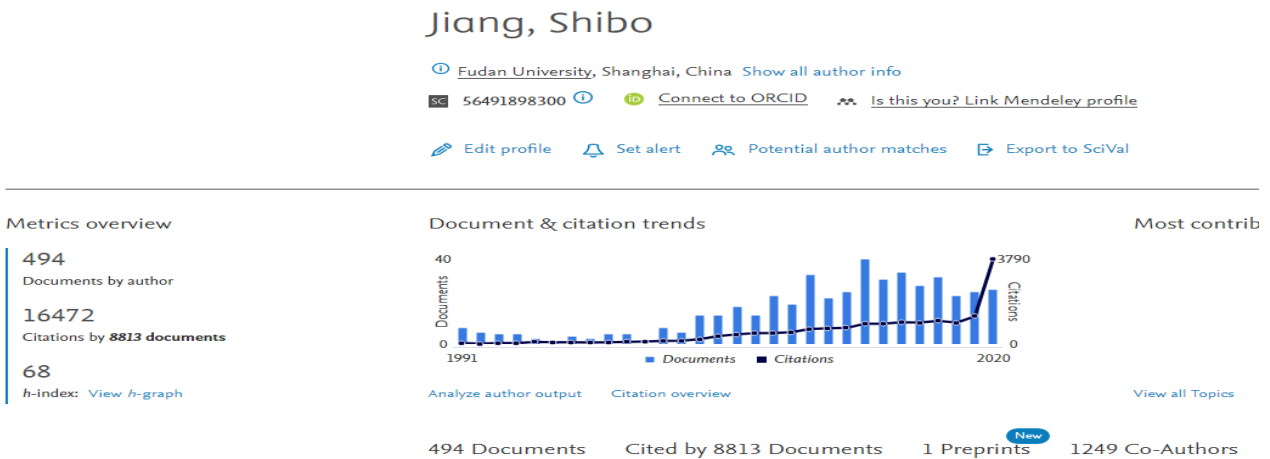 Jiang, Shibo
Fudan University, Shanghai, China Show all author info
SC 56491898300 iD Connect to ORCID Is this you? Link Mendeley profile
Edit profile Set alert Potential author matches Export to SciVal
Metrics overview
494
Documents by author
16472
Citations by 8813 documents
68
h-index: View h-graph
Document & citation trends
40
3790
Documents
Citations
0
0
1991
2020
Documents Citations
Analyze author output Citation overview
Most contrib
View all Topics
New
494 Documents Cited by 8813 Documents 1 Preprints 1249 Co-Authors